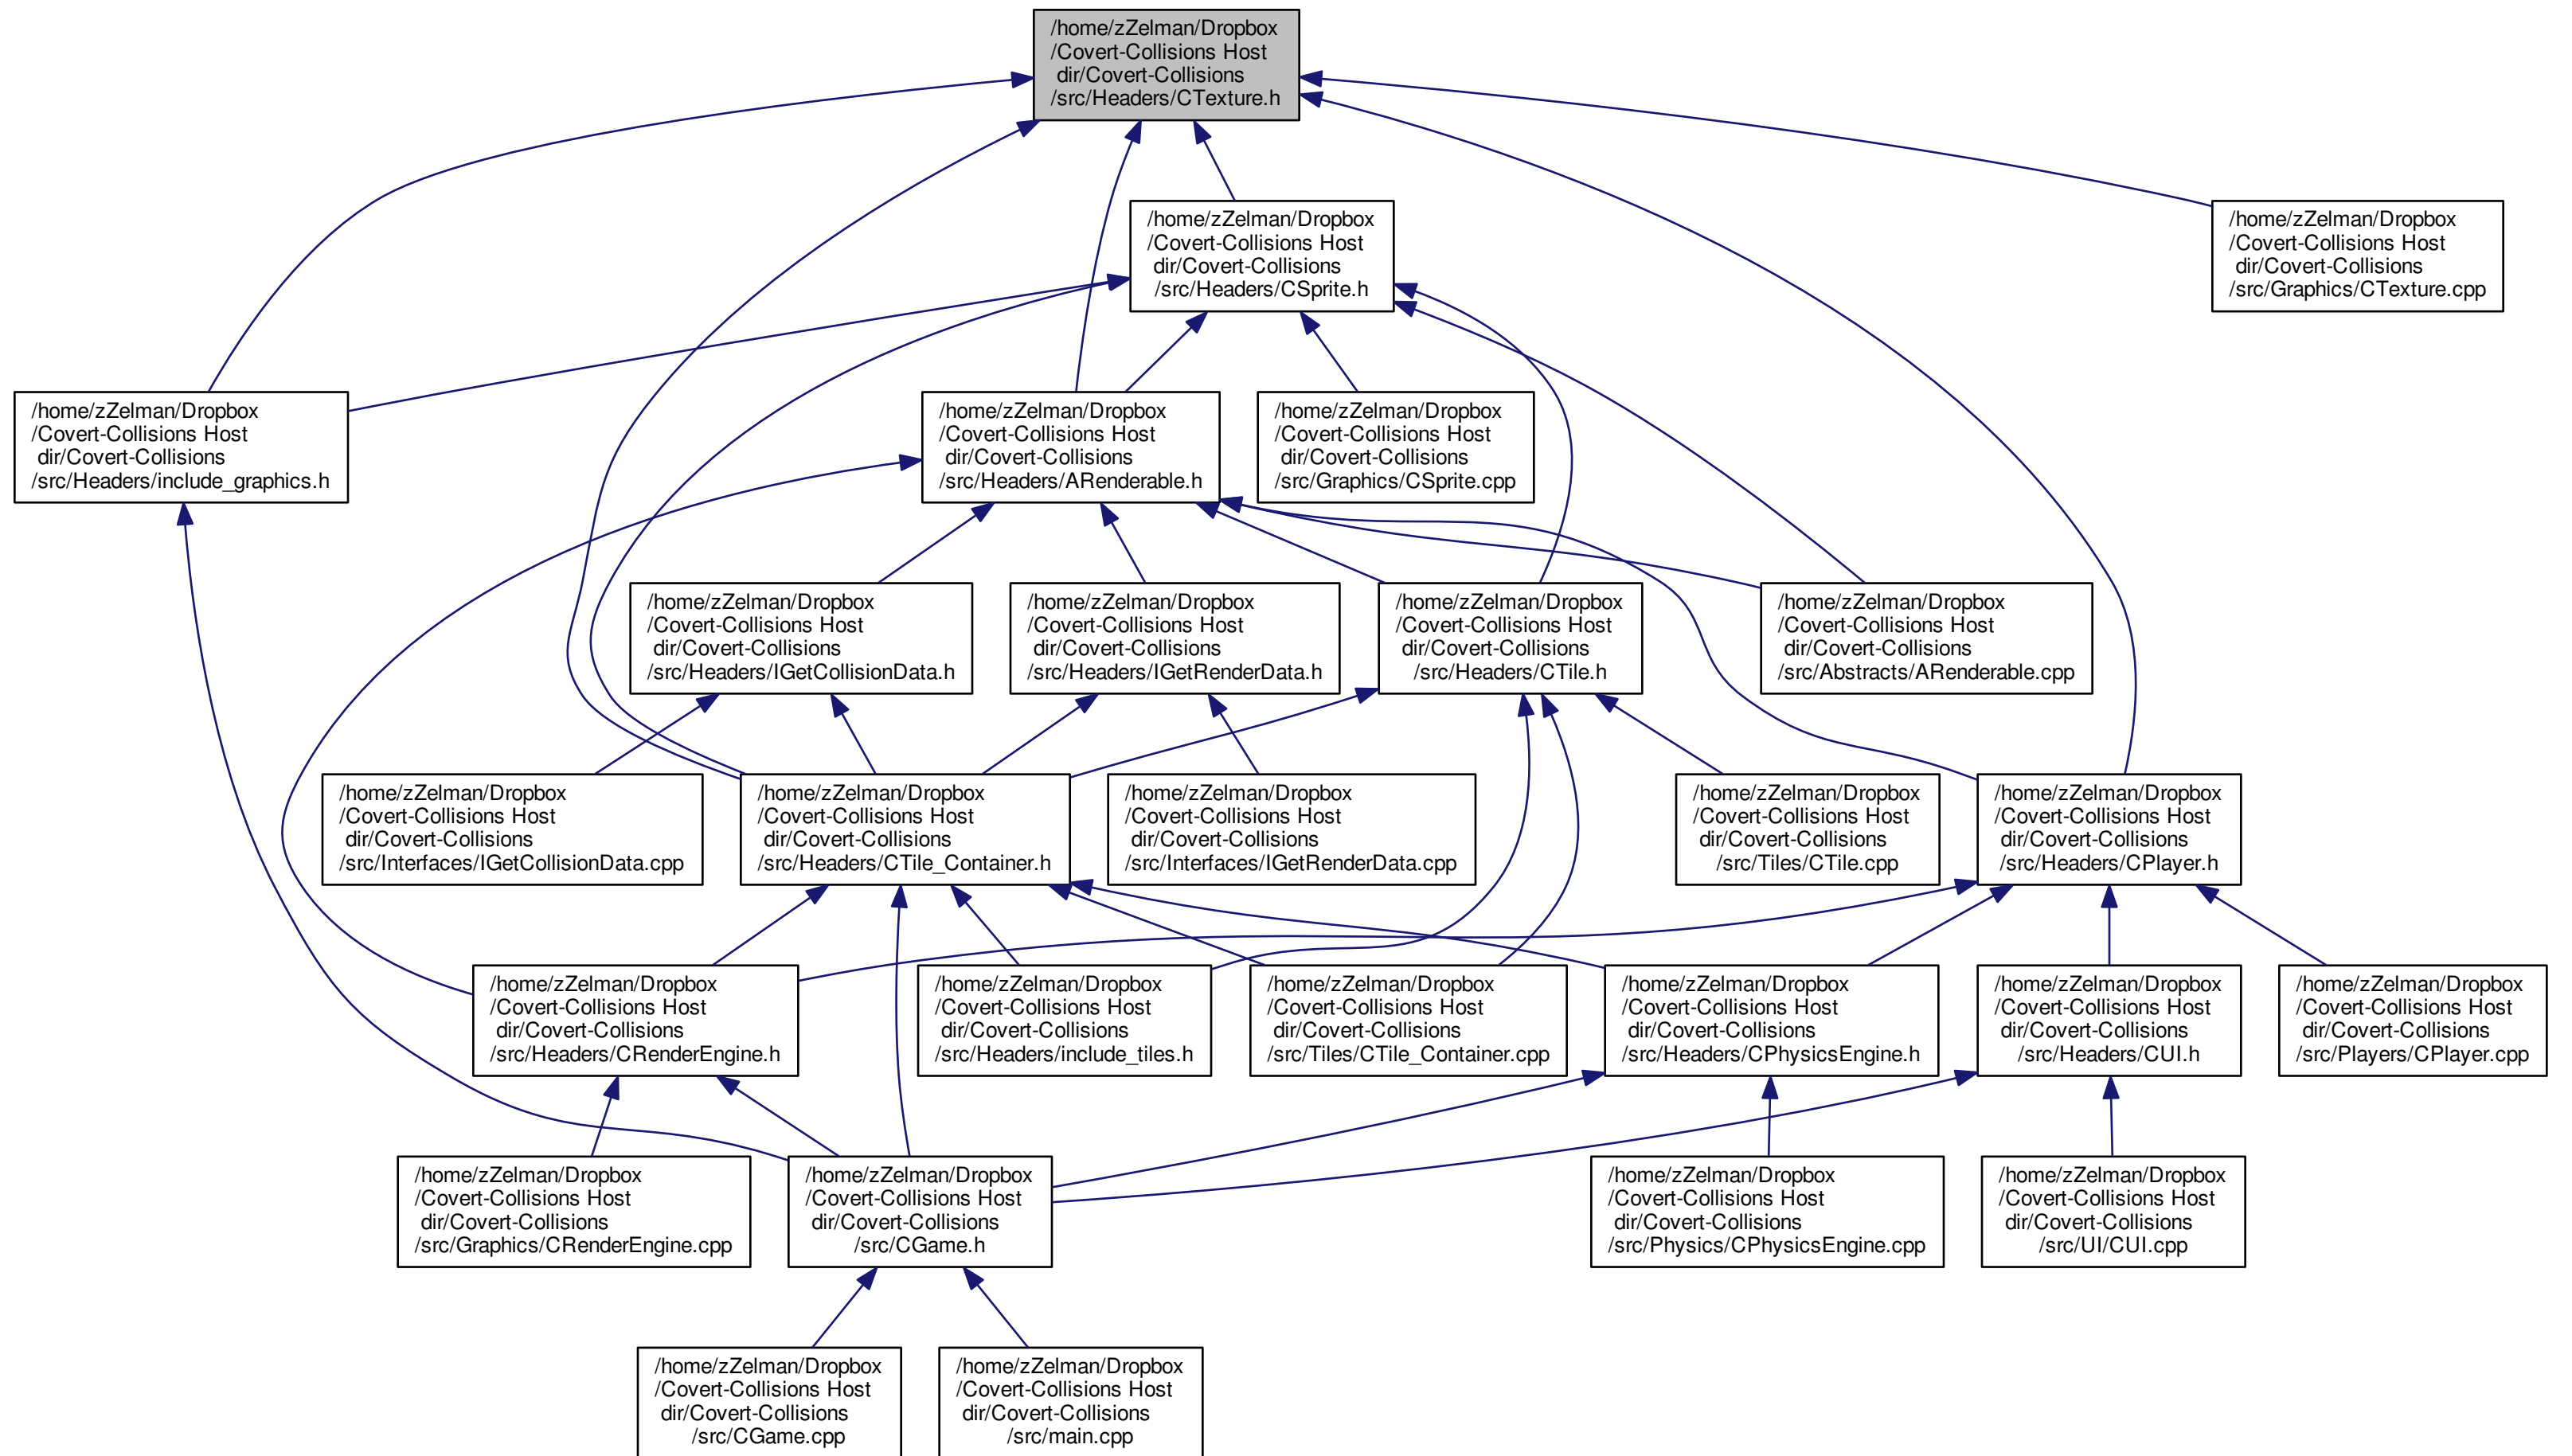 /home/zZelman/Dropbox
/Covert-Collisions Host
dir/Covert-Collisions
/src/Headers/CTexture.h
/home/zZelman/Dropbox
/Covert-Collisions Host
dir/Covert-Collisions
/src/Headers/CSprite.h
/home/zZelman/Dropbox
/Covert-Collisions Host
dir/Covert-Collisions
/src/Graphics/CTexture.cpp
/home/zZelman/Dropbox
/Covert-Collisions Host
dir/Covert-Collisions
/src/Headers/include_graphics.h
/home/zZelman/Dropbox
/Covert-Collisions Host
dir/Covert-Collisions
/src/Headers/ARenderable.h
/home/zZelman/Dropbox
/Covert-Collisions Host
dir/Covert-Collisions
/src/Graphics/CSprite.cpp
/home/zZelman/Dropbox
/Covert-Collisions Host
dir/Covert-Collisions
/src/Headers/IGetCollisionData.h
/home/zZelman/Dropbox
/Covert-Collisions Host
dir/Covert-Collisions
/src/Headers/IGetRenderData.h
/home/zZelman/Dropbox
/Covert-Collisions Host
dir/Covert-Collisions
/src/Headers/CTile.h
/home/zZelman/Dropbox
/Covert-Collisions Host
dir/Covert-Collisions
/src/Abstracts/ARenderable.cpp
/home/zZelman/Dropbox
/Covert-Collisions Host
dir/Covert-Collisions
/src/Interfaces/IGetCollisionData.cpp
/home/zZelman/Dropbox
/Covert-Collisions Host
dir/Covert-Collisions
/src/Headers/CTile_Container.h
/home/zZelman/Dropbox
/Covert-Collisions Host
dir/Covert-Collisions
/src/Interfaces/IGetRenderData.cpp
/home/zZelman/Dropbox
/Covert-Collisions Host
dir/Covert-Collisions
/src/Tiles/CTile.cpp
/home/zZelman/Dropbox
/Covert-Collisions Host
dir/Covert-Collisions
/src/Headers/CPlayer.h
/home/zZelman/Dropbox
/Covert-Collisions Host
dir/Covert-Collisions
/src/Headers/CRenderEngine.h
/home/zZelman/Dropbox
/Covert-Collisions Host
dir/Covert-Collisions
/src/Headers/include_tiles.h
/home/zZelman/Dropbox
/Covert-Collisions Host
dir/Covert-Collisions
/src/Tiles/CTile_Container.cpp
/home/zZelman/Dropbox
/Covert-Collisions Host
dir/Covert-Collisions
/src/Headers/CPhysicsEngine.h
/home/zZelman/Dropbox
/Covert-Collisions Host
dir/Covert-Collisions
/src/Headers/CUI.h
/home/zZelman/Dropbox
/Covert-Collisions Host
dir/Covert-Collisions
/src/Players/CPlayer.cpp
/home/zZelman/Dropbox
/Covert-Collisions Host
dir/Covert-Collisions
/src/Graphics/CRenderEngine.cpp
/home/zZelman/Dropbox
/Covert-Collisions Host
dir/Covert-Collisions
/src/CGame.h
/home/zZelman/Dropbox
/Covert-Collisions Host
dir/Covert-Collisions
/src/Physics/CPhysicsEngine.cpp
/home/zZelman/Dropbox
/Covert-Collisions Host
dir/Covert-Collisions
/src/UI/CUI.cpp
/home/zZelman/Dropbox
/Covert-Collisions Host
dir/Covert-Collisions
/src/CGame.cpp
/home/zZelman/Dropbox
/Covert-Collisions Host
dir/Covert-Collisions
/src/main.cpp